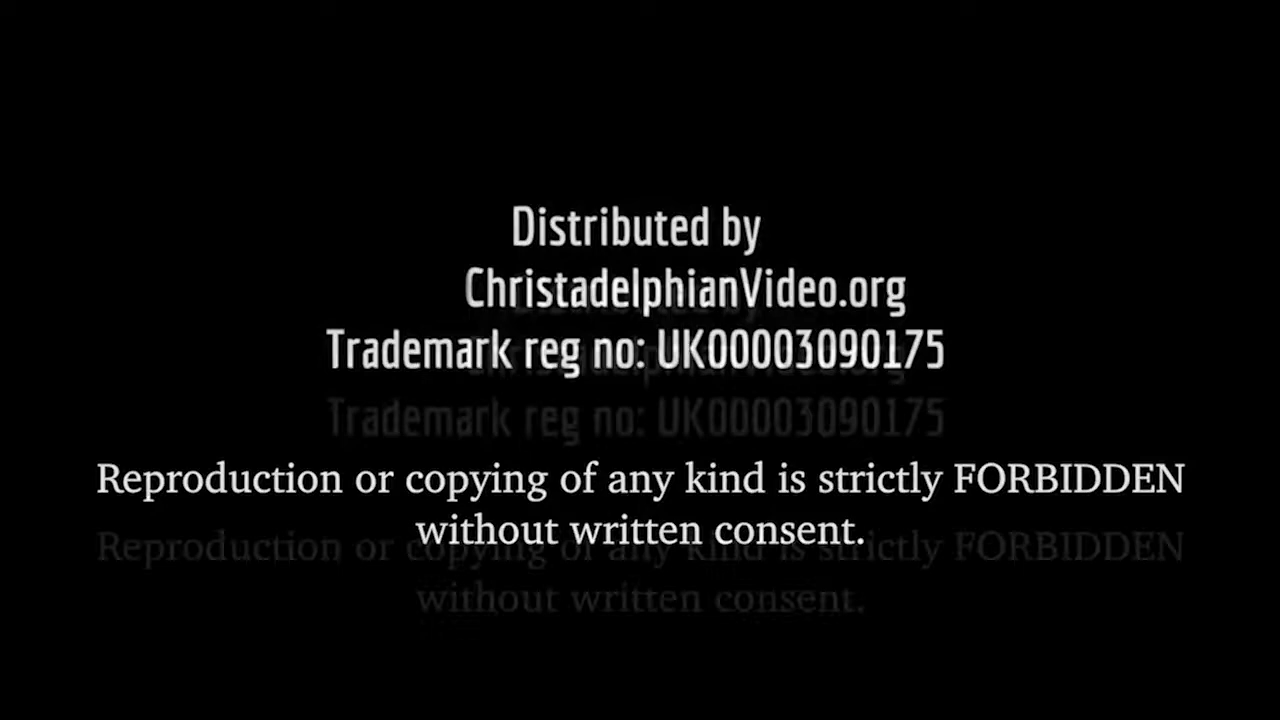 Distributed by
ChristadelphianVideo.org
Trademark reg no: UK00003090175
Reproduction or copying of any kind is strictly FORBIDDEN
without written consent.